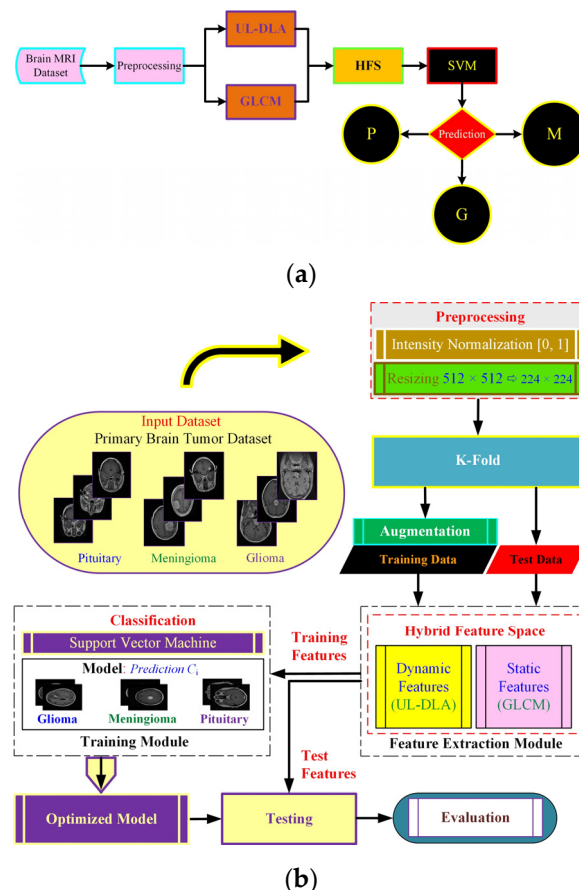 Brain MRI
Dataset
Preprocessing
UL-DLA
GLCM
HFS
SVM
Prediction
P
M
G
(a)
Preprocessing
Intensity Normalization [0, 1]
Resizing 512 × 512 ⇨ 224 × 224
Input Dataset
Primary Brain Tumor Dataset
Pituitary
Meningioma
Glioma
K-Fold
Augmentation
Training Data
Test Data
Classification
Support Vector Machine
Model: Prediction Ci
Glioma
Meningioma
Pituitary
Training Module
Training
Features
Hybrid Feature Space
Dynamic
Features
(UL-DLA)
Static
Features
(GLCM)
Feature Extraction Module
Test
Features
Optimized Model
Testing
Evaluation
(b)